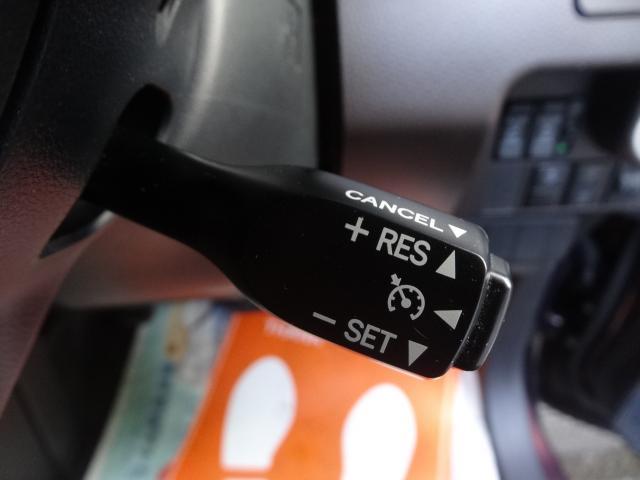 CANCEL▼
+ RES ▲
◀
− SET ▼